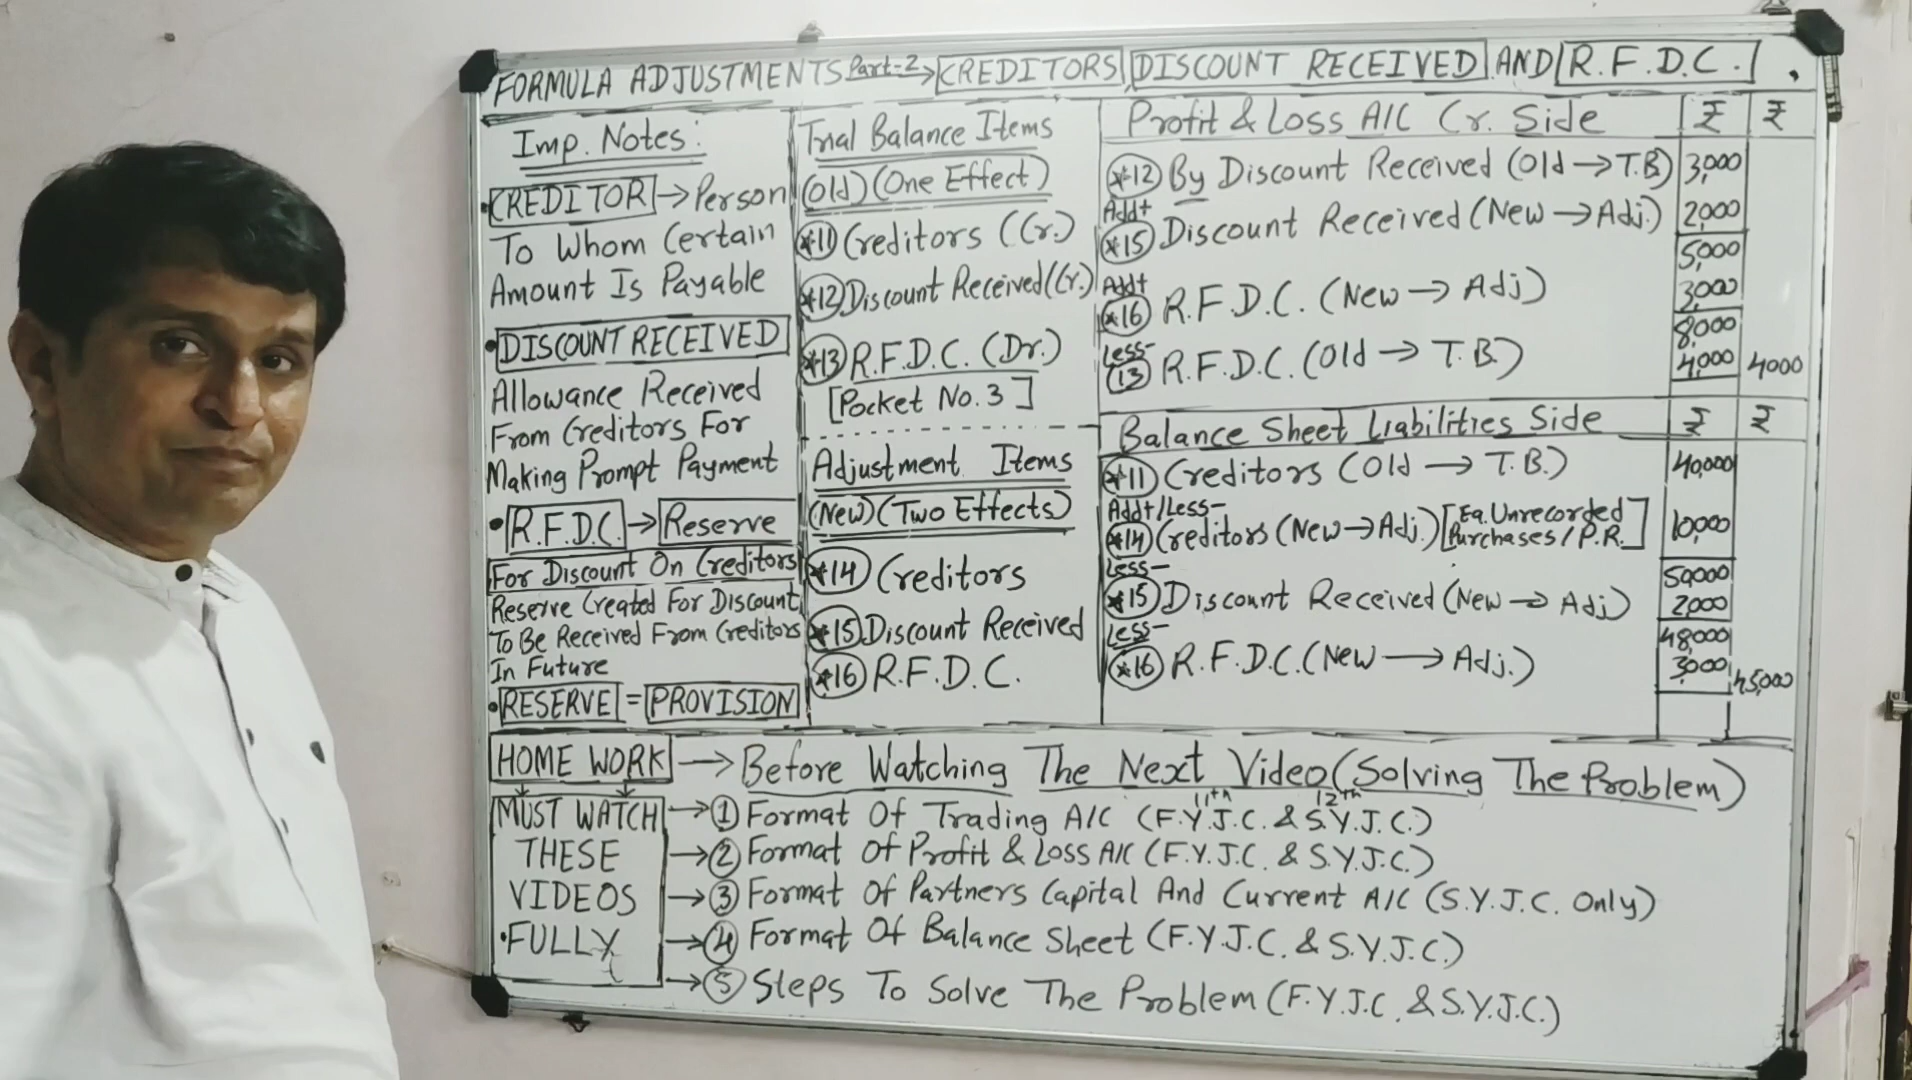 FORMULA ADJUSTMENTS Part-2 → CREDITORS, DISCOUNT RECEIVED AND R.F.D.C.
Imp. Notes:
• CREDITOR → Person
To Whom Certain
Amount Is Payable
• DISCOUNT RECEIVED
Allowance Received
From Creditors For
Making Prompt Payment
• R.F.D.C. → Reserve
For Discount On Creditors
Reserve Created For Discount
To Be Received From Creditors
In Future
• RESERVE = PROVISION
Trial Balance Items
(Old) (One Effect)
*11 Creditors (Cr.)
*12 Discount Received (Cr.)
*13 R.F.D.C. (Dr.)
[Pocket No. 3]
Adjustment Items
(New) (Two Effects)
*14 Creditors
*15 Discount Received
*16 R.F.D.C.
Profit & Loss A/C Cr. Side ₹ ₹
*12 By Discount Received (Old → T.B) 3,000
Add+ 2,000
*15 Discount Received (New → Adj.)
5,000
Add+ 3,000
*16 R.F.D.C. (New → Adj)
8,000
Less- 4,000 4000
13 R.F.D.C. (Old → T.B.)
Balance Sheet Liabilities Side ₹ ₹
*11 Creditors (Old → T.B.) 40,000
Add+/Less-
*14 Creditors (New → Adj.) [Eg. Unrecorded 10,000
Purchases / P.R.]
Less- 50,000
*15 Discount Received (New → Adj) 2,000
Less- 48,000
*16 R.F.D.C. (New → Adj.) 3,000 45,000
HOME WORK → Before Watching The Next Video (Solving The Problem)
MUST WATCH
THESE
VIDEOS
•FULLY
11th 12th
→ 1 Format Of Trading A/C (F.Y.J.C. & S.Y.J.C.)
→ 2 Format Of Profit & Loss A/C (F.Y.J.C. & S.Y.J.C.)
→ 3 Format Of Partners Capital And Current A/C (S.Y.J.C. Only)
→ 4 Format Of Balance Sheet (F.Y.J.C. & S.Y.J.C.)
→ 5 Steps To Solve The Problem (F.Y.J.C. & S.Y.J.C.)